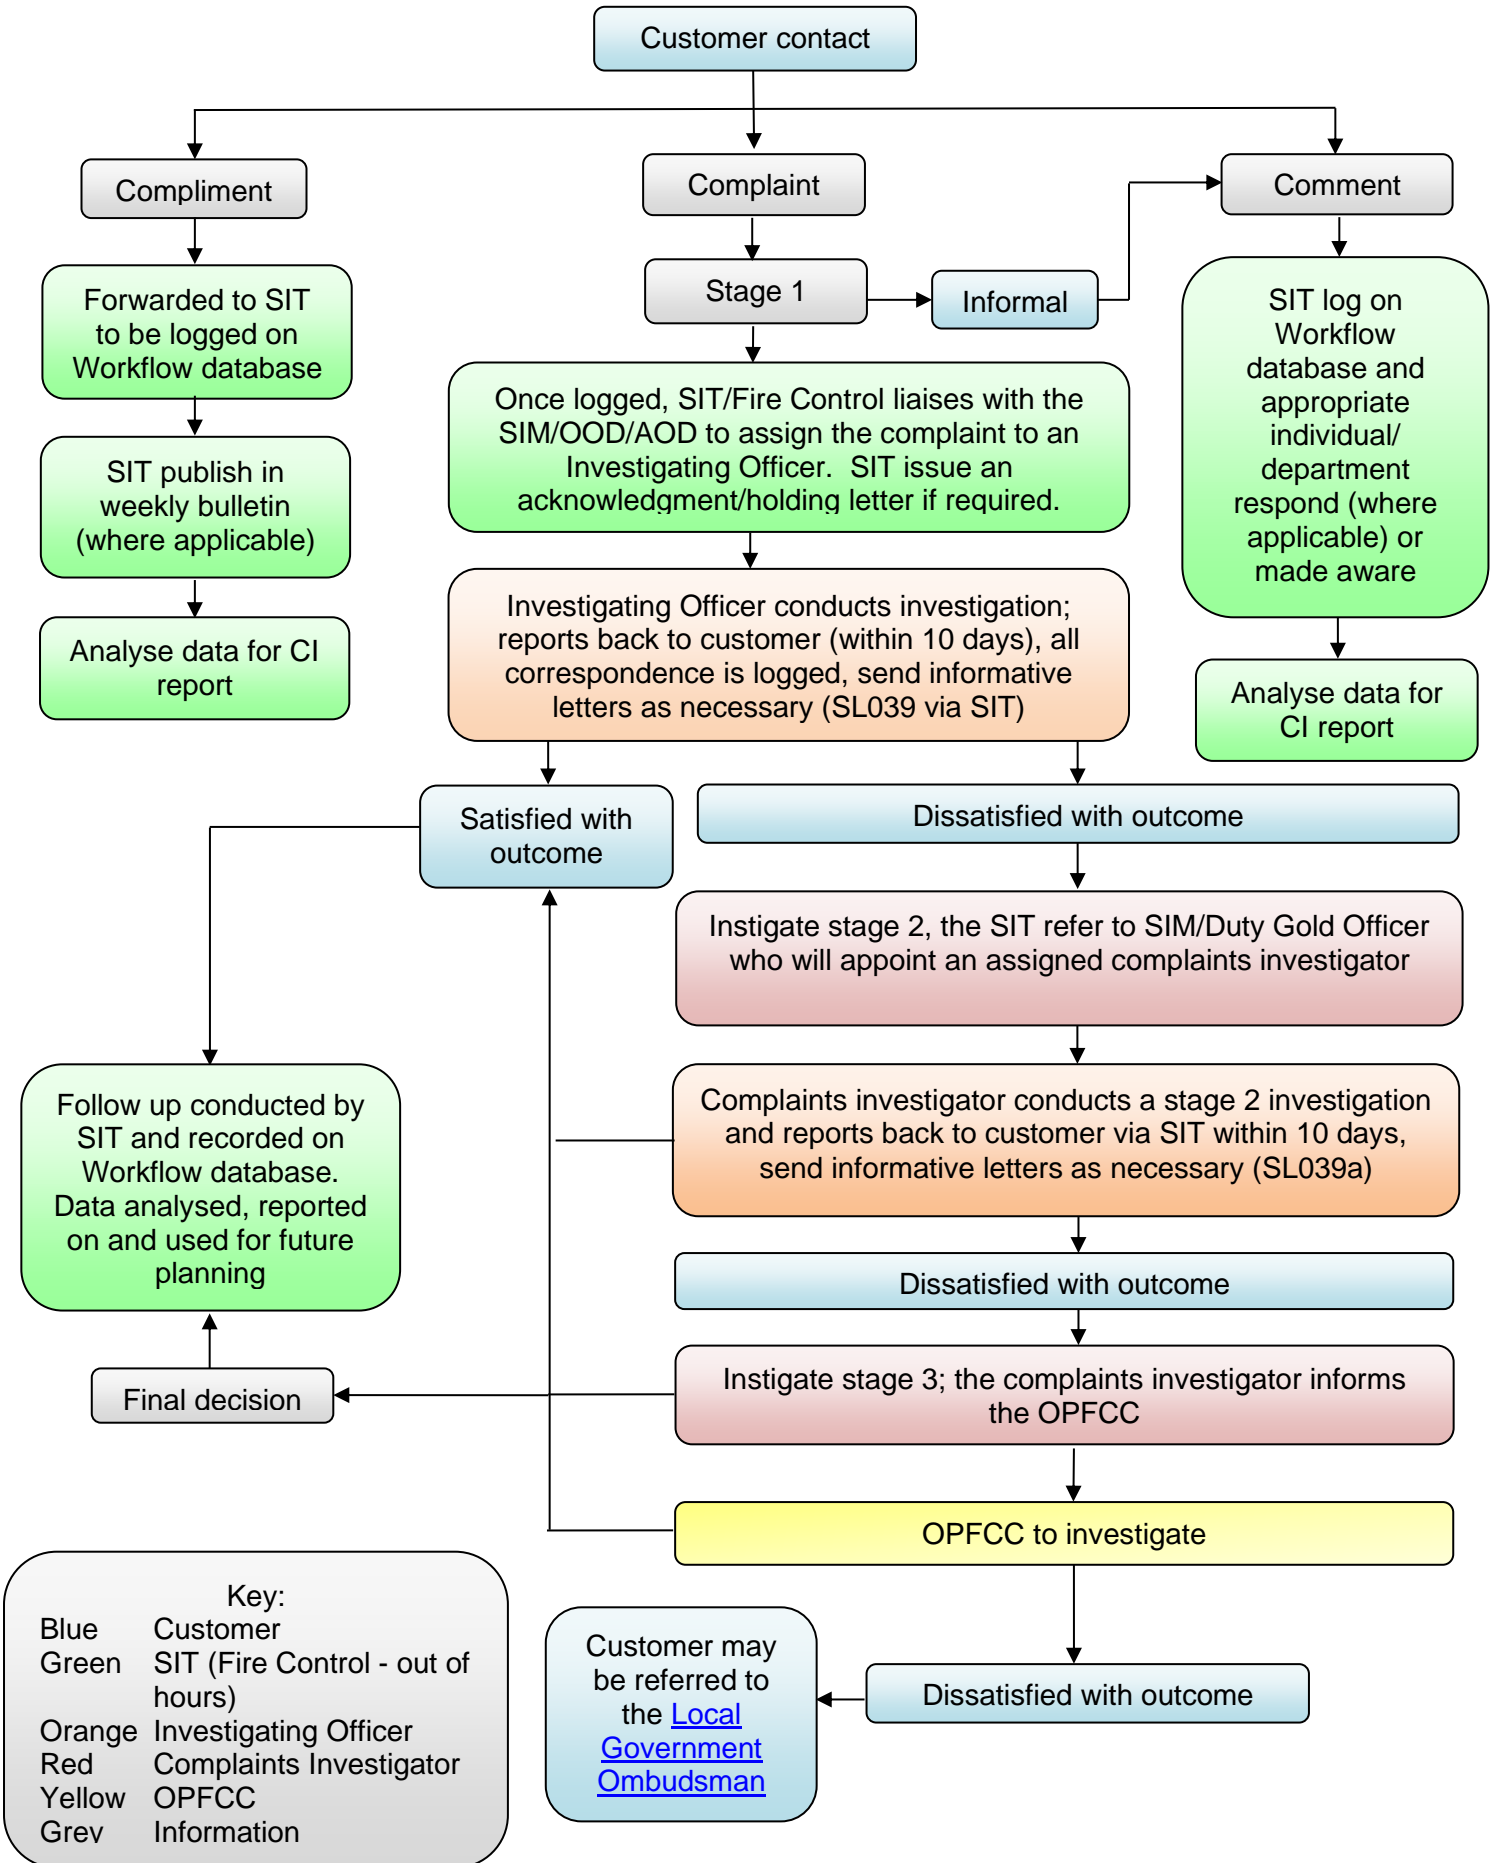 Customer contact
Compliment
Complaint
Comment
Forwarded to SIT
to be logged on
Workflow database
Stage 1
Informal
SIT log on
Workflow
database and
appropriate
individual/
department
respond (where
applicable) or
made aware
Once logged, SIT/Fire Control liaises with the
SIM/OOD/AOD to assign the complaint to an
Investigating Officer.  SIT issue an
acknowledgment/holding letter if required.
SIT publish in
weekly bulletin
(where applicable)
Investigating Officer conducts investigation;
reports back to customer (within 10 days), all
correspondence is logged, send informative
letters as necessary (SL039 via SIT)
Analyse data for CI
report
Analyse data for
CI report
Satisfied with
outcome
Dissatisfied with outcome
Instigate stage 2, the SIT refer to SIM/Duty Gold Officer
who will appoint an assigned complaints investigator
Follow up conducted by
SIT and recorded on
Workflow database.
Data analysed, reported
on and used for future
planning
Complaints investigator conducts a stage 2 investigation
and reports back to customer via SIT within 10 days,
send informative letters as necessary (SL039a)
Dissatisfied with outcome
Final decision
Instigate stage 3; the complaints investigator informs
the OPFCC
OPFCC to investigate
Key:
Blue Customer
Green SIT (Fire Control - out of
hours)
Orange Investigating Officer
Red Complaints Investigator
Yellow OPFCC
Grey Information
Customer may
be referred to
the Local
Government
Ombudsman
Dissatisfied with outcome